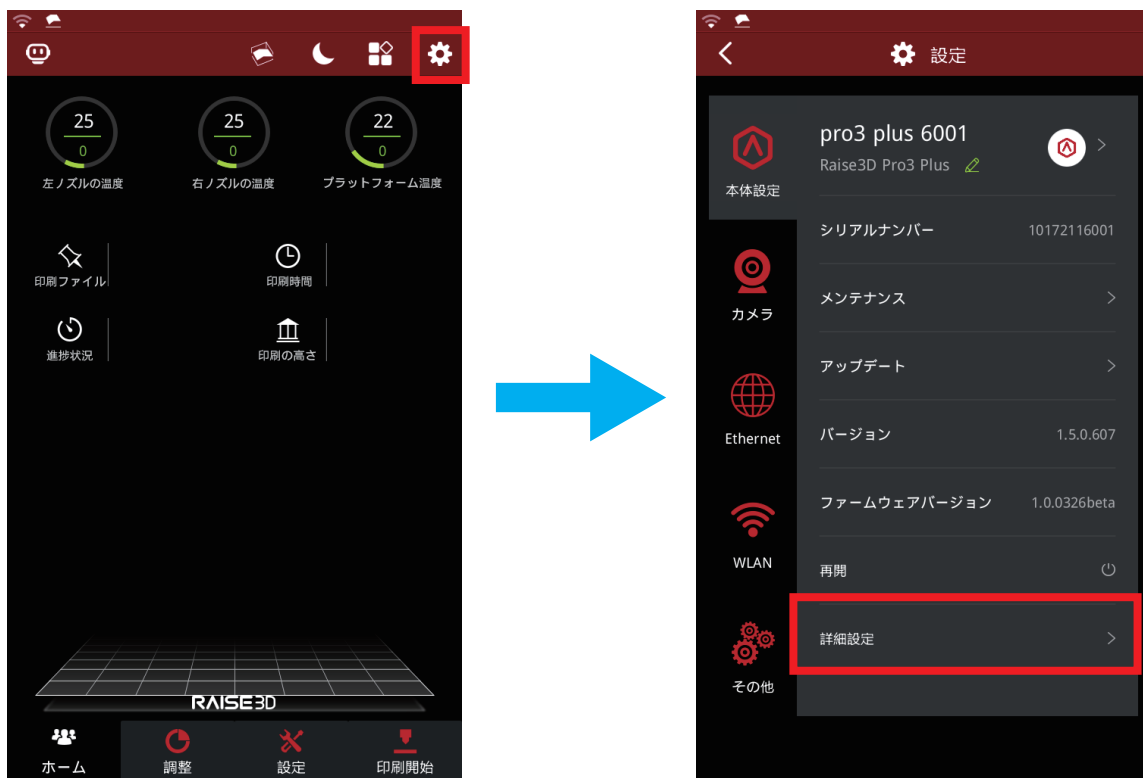 25
0
左ノズルの温度
25
0
右ノズルの温度
22
0
プラットフォーム温度
印刷ファイル
印刷時間
進捗状況
印刷の高さ
RAISE3D
ホーム
調整
設定
印刷開始
設定
本体設定
カメラ
Ethernet
WLAN
その他
pro3 plus 6001
Raise3D Pro3 Plus
シリアルナンバー 10172116001
メンテナンス
アップデート
バージョン 1.5.0.607
ファームウェアバージョン 1.0.0326beta
再開
詳細設定